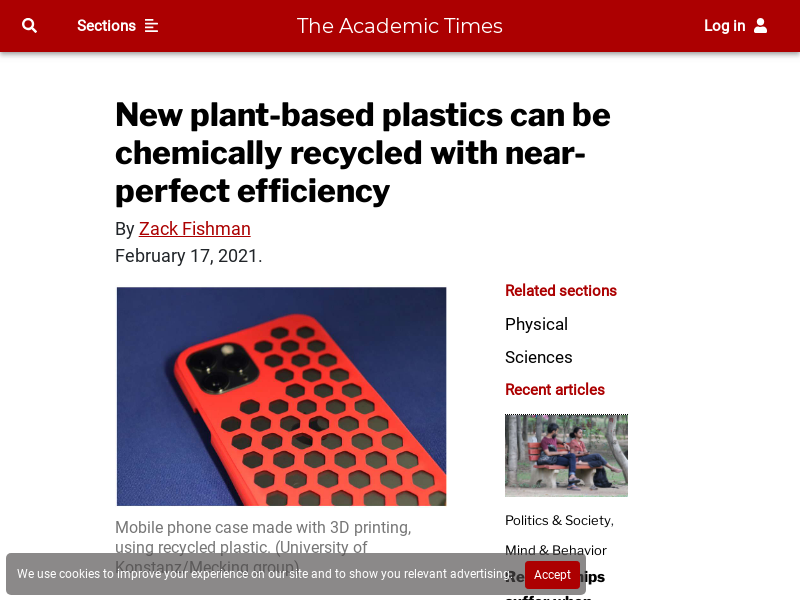 Sections
The Academic Times
Log in
New plant-based plastics can be
chemically recycled with near-
perfect efficiency
By Zack Fishman
February 17, 2021.
Mobile phone case made with 3D printing,
using recycled plastic. (University of
Konstanz/Mecking group)
Related sections
Physical
Sciences
Recent articles
Politics & Society,
Mind & Behavior
suffer when
We use cookies to improve your experience on our site and to show you relevant advertising.
Accept